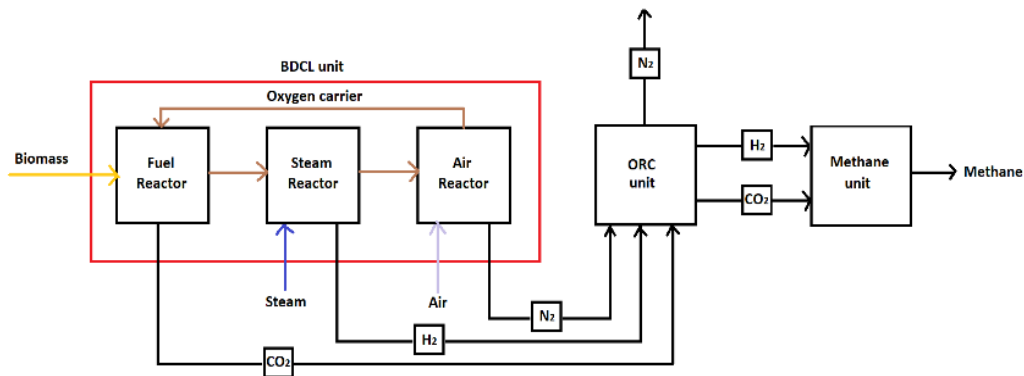 N₂
BDCL unit
Oxygen carrier
Biomass
Fuel
Reactor
Steam
Reactor
Air
Reactor
ORC
unit
H₂
CO₂
Methane
unit
Methane
Steam
Air
N₂
H₂
CO₂